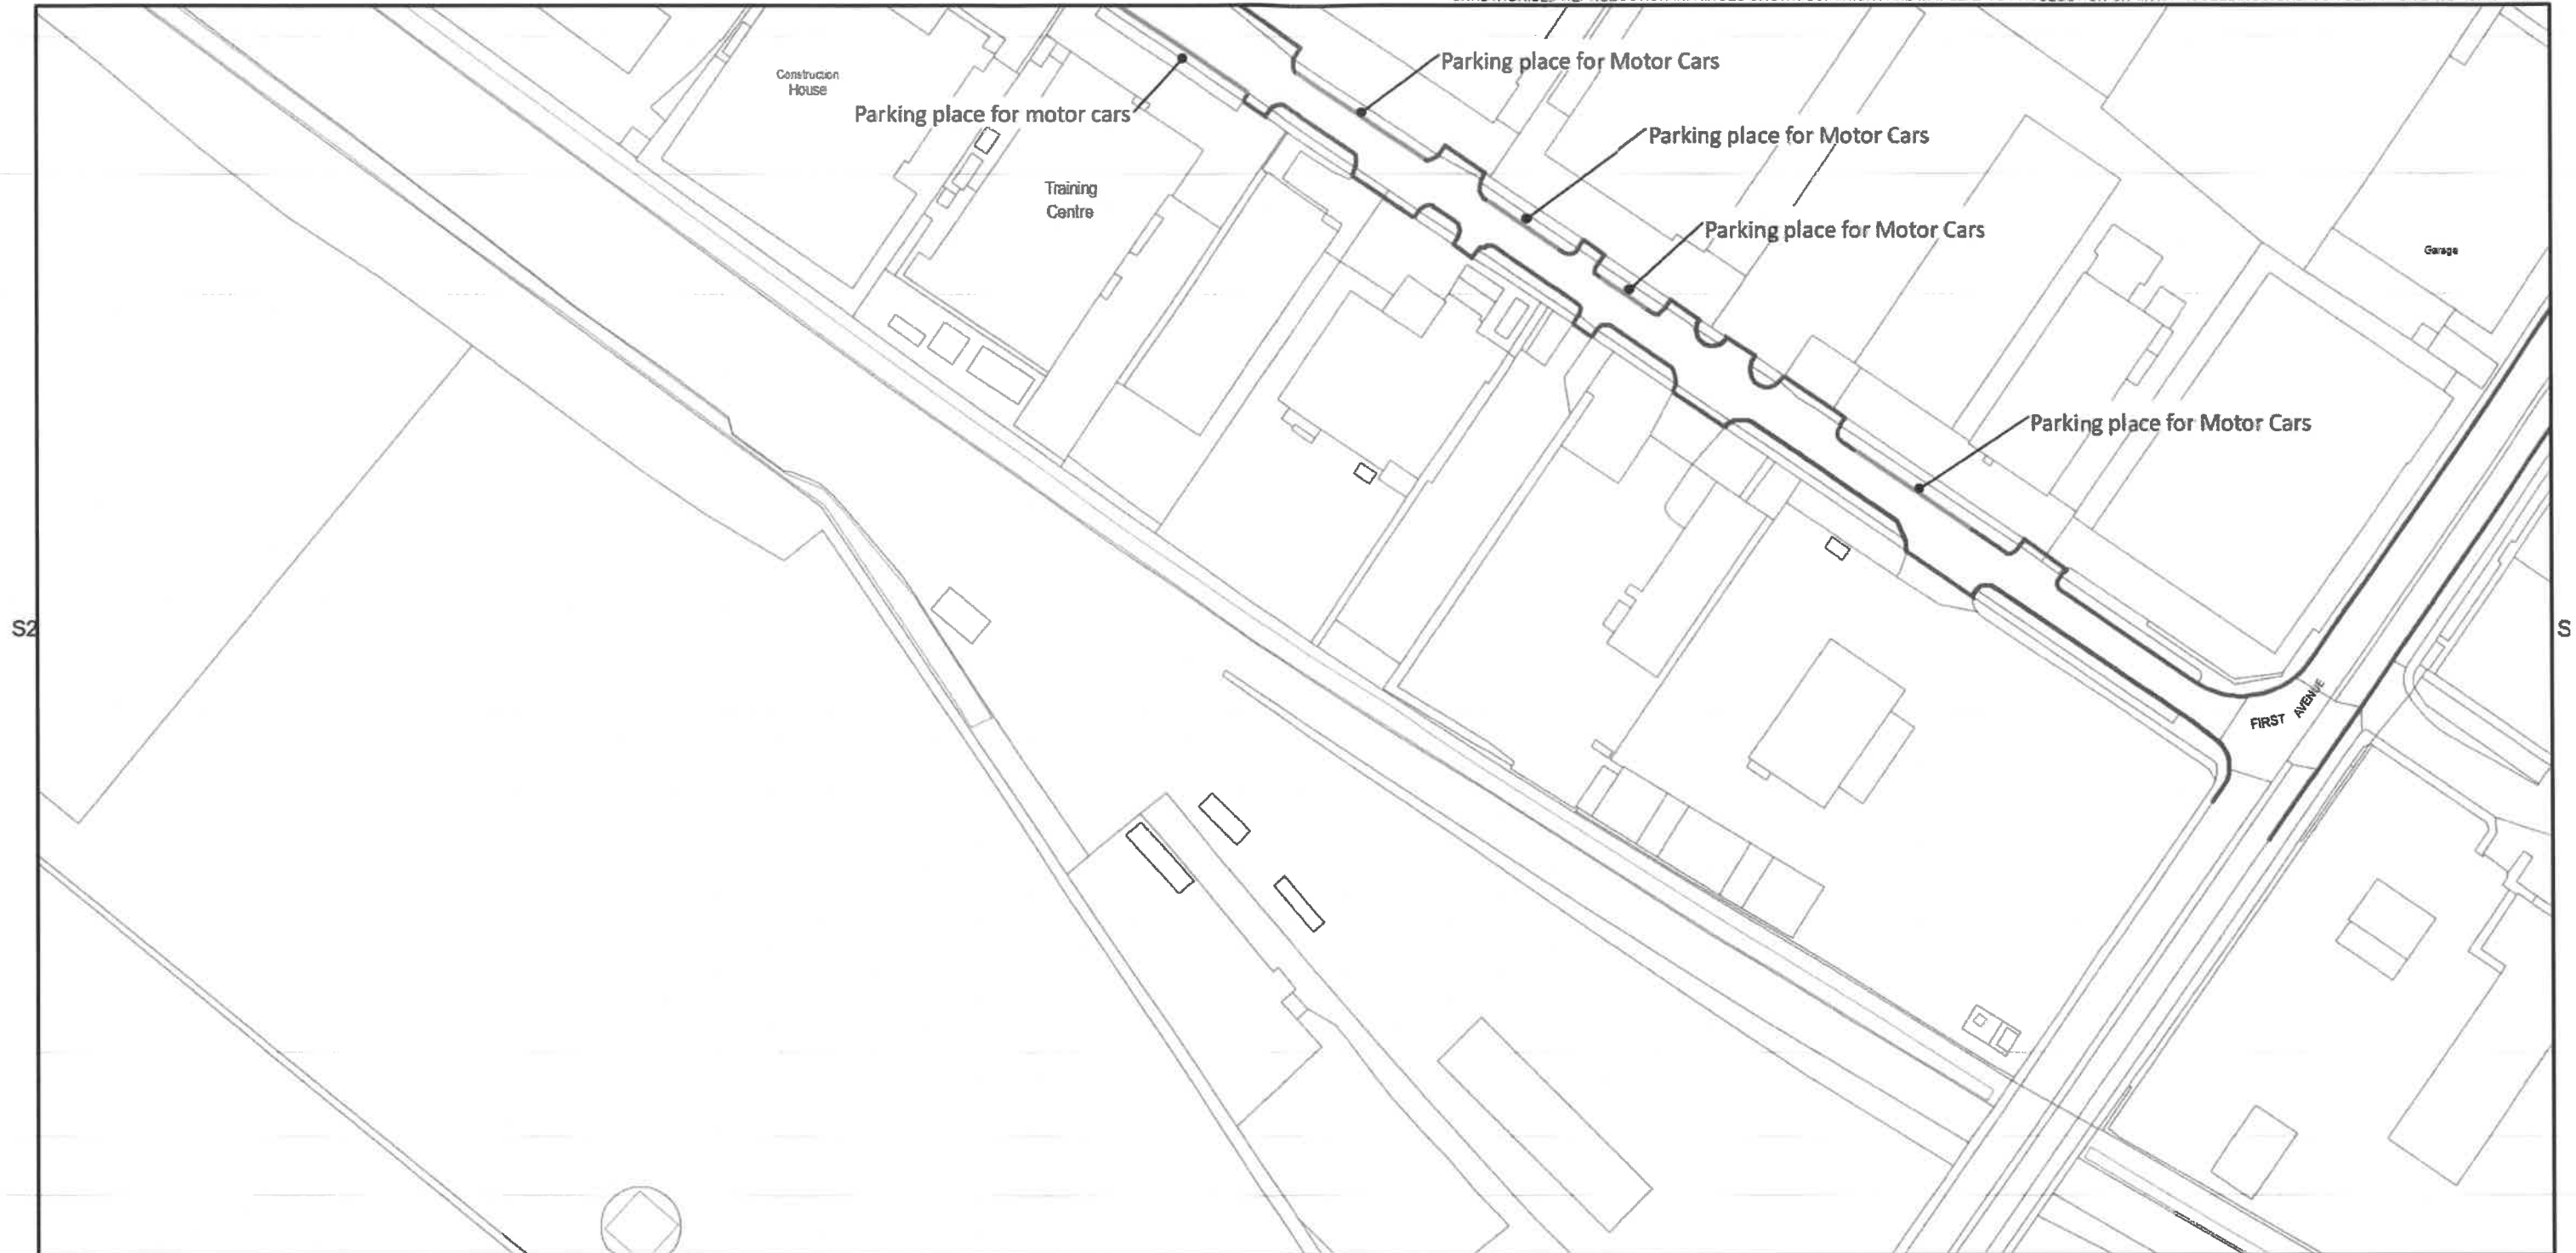 Parking place for Motor Cars
Construction
House
Parking place for motor cars
Parking place for Motor Cars
Training
Centre
Parking place for Motor Cars
Garage
Parking place for Motor Cars
S2
S
FIRST AVENUE